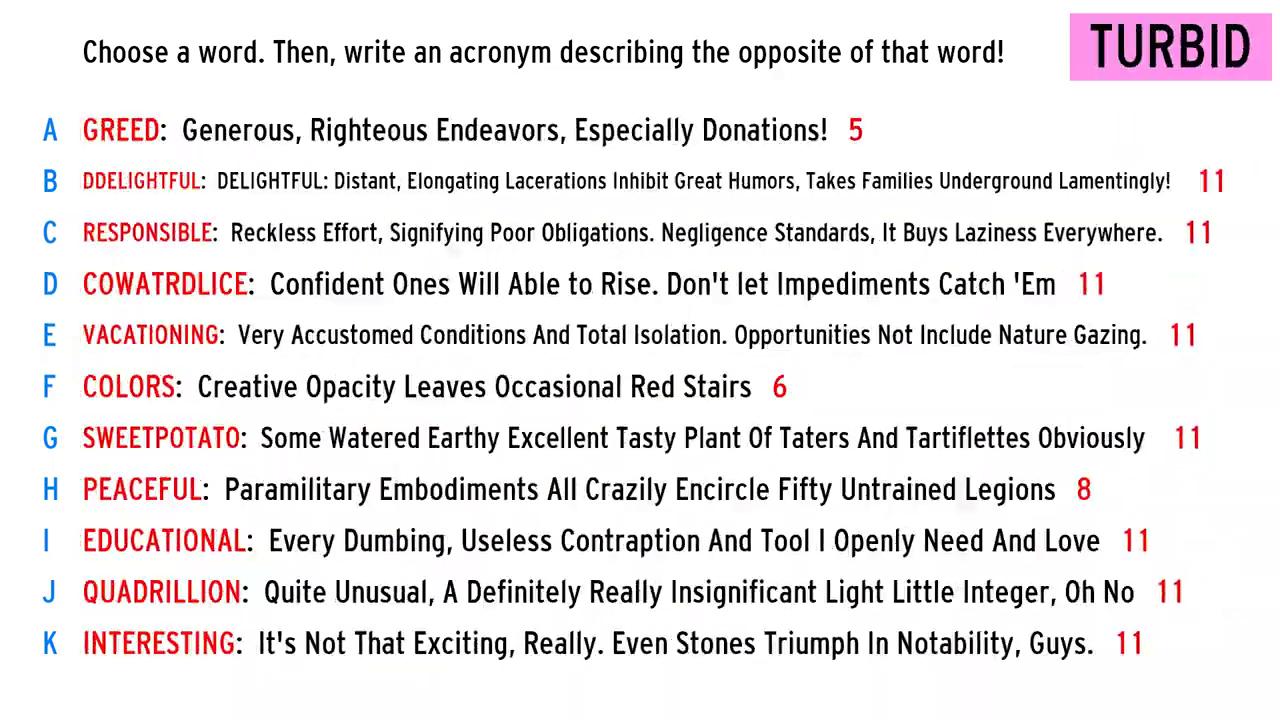 Choose a word. Then, write an acronym describing the opposite of that word!
TURBID
A GREED: Generous, Righteous Endeavors, Especially Donations! 5
B DDELIGHTFUL: DELIGHTFUL: Distant, Elongating Lacerations Inhibit Great Humors, Takes Families Underground Lamentingly! 11
C RESPONSIBLE: Reckless Effort, Signifying Poor Obligations. Negligence Standards, It Buys Laziness Everywhere. 11
D COWATRDLICE: Confident Ones Will Able to Rise. Don't let Impediments Catch 'Em 11
E VACATIONING: Very Accustomed Conditions And Total Isolation. Opportunities Not Include Nature Gazing. 11
F COLORS: Creative Opacity Leaves Occasional Red Stairs 6
G SWEETPOTATO: Some Watered Earthy Excellent Tasty Plant Of Taters And Tartiflettes Obviously 11
H PEACEFUL: Paramilitary Embodiments All Crazily Encircle Fifty Untrained Legions 8
I EDUCATIONAL: Every Dumbing, Useless Contraption And Tool I Openly Need And Love 11
J QUADRILLION: Quite Unusual, A Definitely Really Insignificant Light Little Integer, Oh No 11
K INTERESTING: It's Not That Exciting, Really. Even Stones Triumph In Notability, Guys. 11